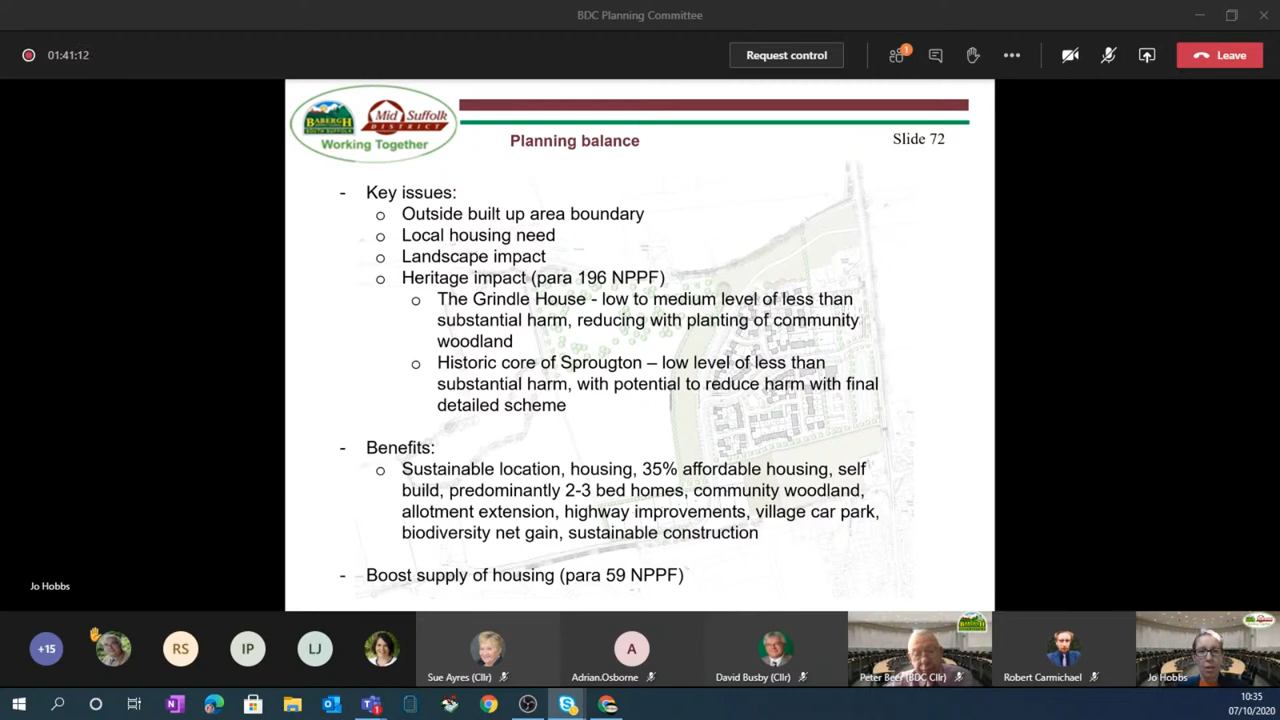 BDC Planning Committee
01:41:12
Request control
1
Leave
BABERGH
SOUTH SUFFOLK
Mid Suffolk
DISTRICT
Working Together
Planning balance
Slide 72
- Key issues:
o Outside built up area boundary
o Local housing need
o Landscape impact
o Heritage impact (para 196 NPPF)
o The Grindle House - low to medium level of less than
substantial harm, reducing with planting of community
woodland
o Historic core of Sprougton – low level of less than
substantial harm, with potential to reduce harm with final
detailed scheme
- Benefits:
o Sustainable location, housing, 35% affordable housing, self
build, predominantly 2-3 bed homes, community woodland,
allotment extension, highway improvements, village car park,
biodiversity net gain, sustainable construction
- Boost supply of housing (para 59 NPPF)
Jo Hobbs
+15
RS
IP
LJ
A
Sue Ayres (Cllr)
Adrian.Osborne
David Busby (Cllr)
Peter Beer (BDC Cllr)
Robert Carmichael
Jo Hobbs
10:35
07/10/2020